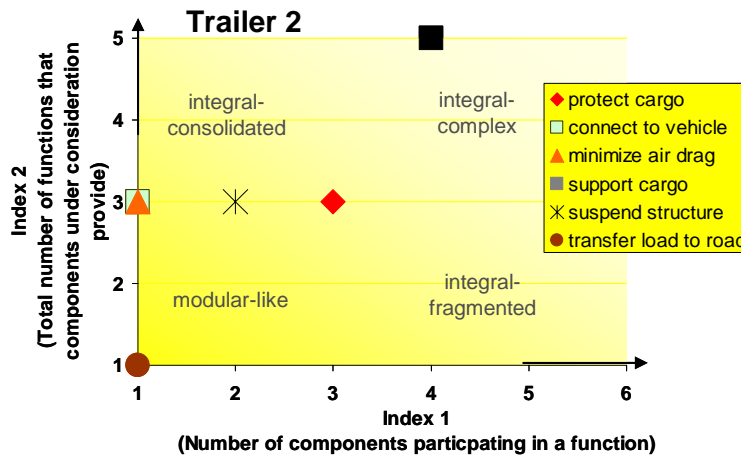 Trailer 2
Index 2
(Total number of functions that
components under consideration
provide)
5
4
3
2
1
integral-
consolidated
integral-
complex
modular-like
integral-
fragmented
protect cargo
connect to vehicle
minimize air drag
support cargo
suspend structure
transfer load to road
1 2 3 4 5 6
Index 1
(Number of components particpating in a function)